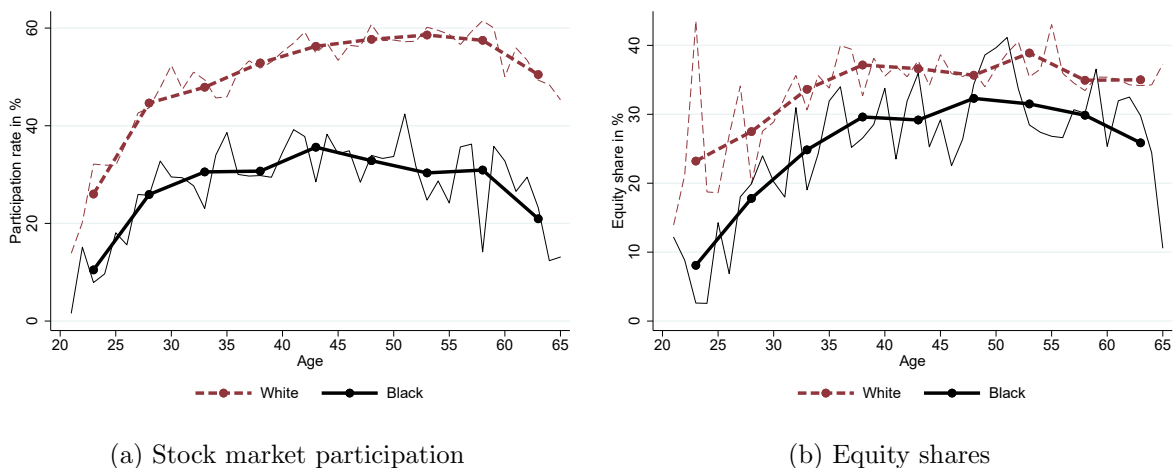 Participation rate in %
60
40
20
0
20 25 30 35 40 45 50 55 60 65
Age
White Black
(a) Stock market participation
Equity share in %
40
30
20
10
0
20 25 30 35 40 45 50 55 60 65
Age
White Black
(b) Equity shares